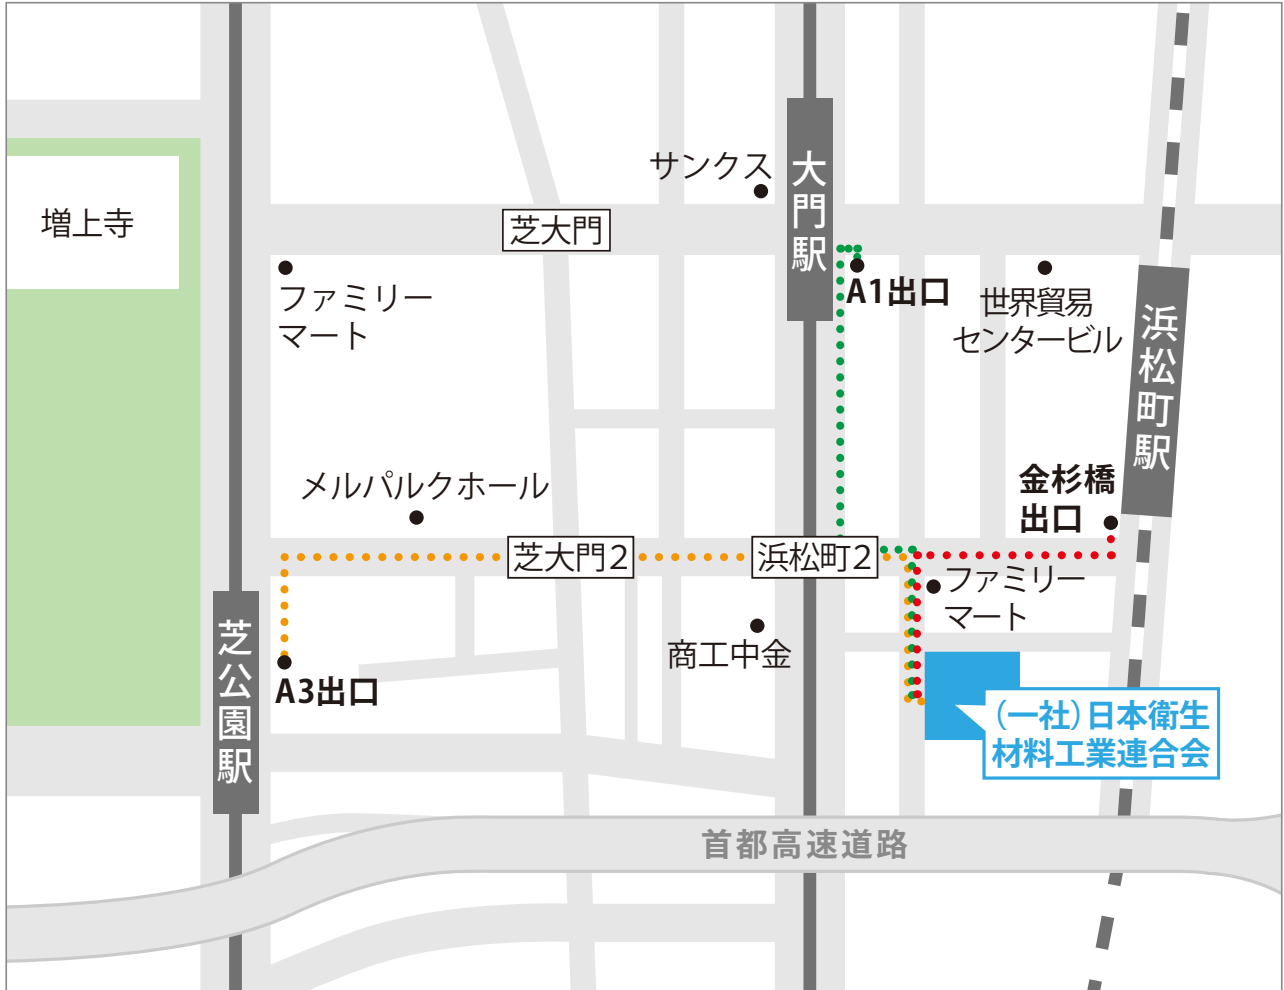 サンクス
大門駅
増上寺
芝大門
A1出口
ファミリー
マート
世界貿易
センタービル
浜松町駅
メルパルクホール
金杉橋
出口
芝大門2
浜松町2
ファミリー
マート
商工中金
芝公園駅
A3出口
(一社)日本衛生
材料工業連合会
首都高速道路